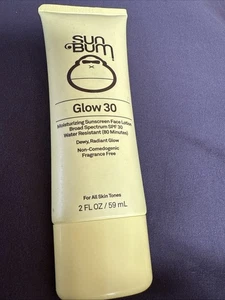 SUN
BUM
Glow 30
Moisturizing Sunscreen Face Lotion
Broad Spectrum SPF 30
Water Resistant (80 Minutes)
Dewy, Radiant Glow
Non-Comedogenic
Fragrance Free
For All Skin Tones
2 FL OZ / 59 mL